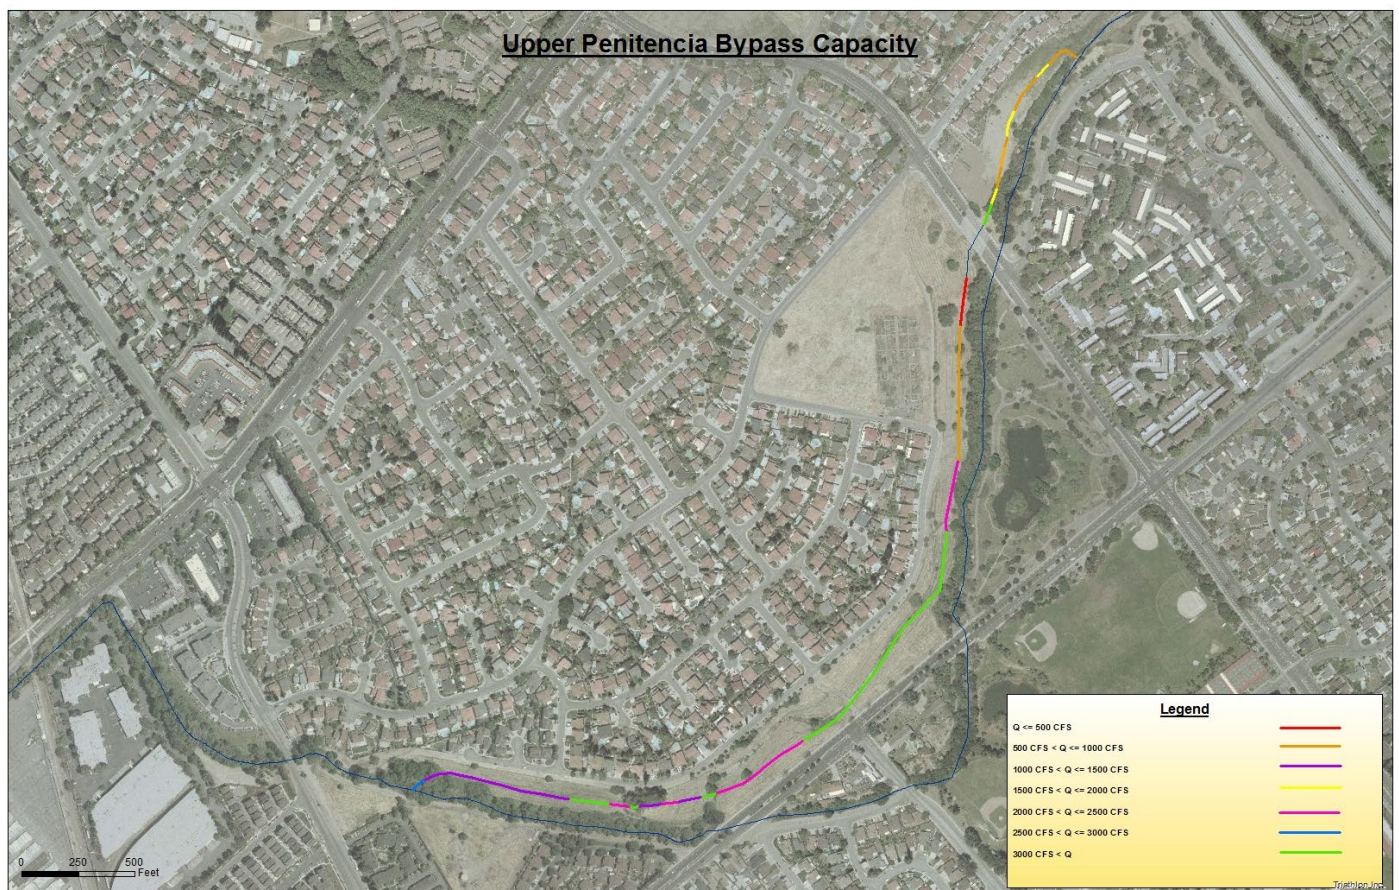 Upper Penitencia Bypass Capacity
Legend
Q <= 500 CFS
500 CFS < Q <= 1000 CFS
1000 CFS < Q <= 1500 CFS
1500 CFS < Q <= 2000 CFS
2000 CFS < Q <= 2500 CFS
2500 CFS < Q <= 3000 CFS
3000 CFS < Q
0 250 500
Feet